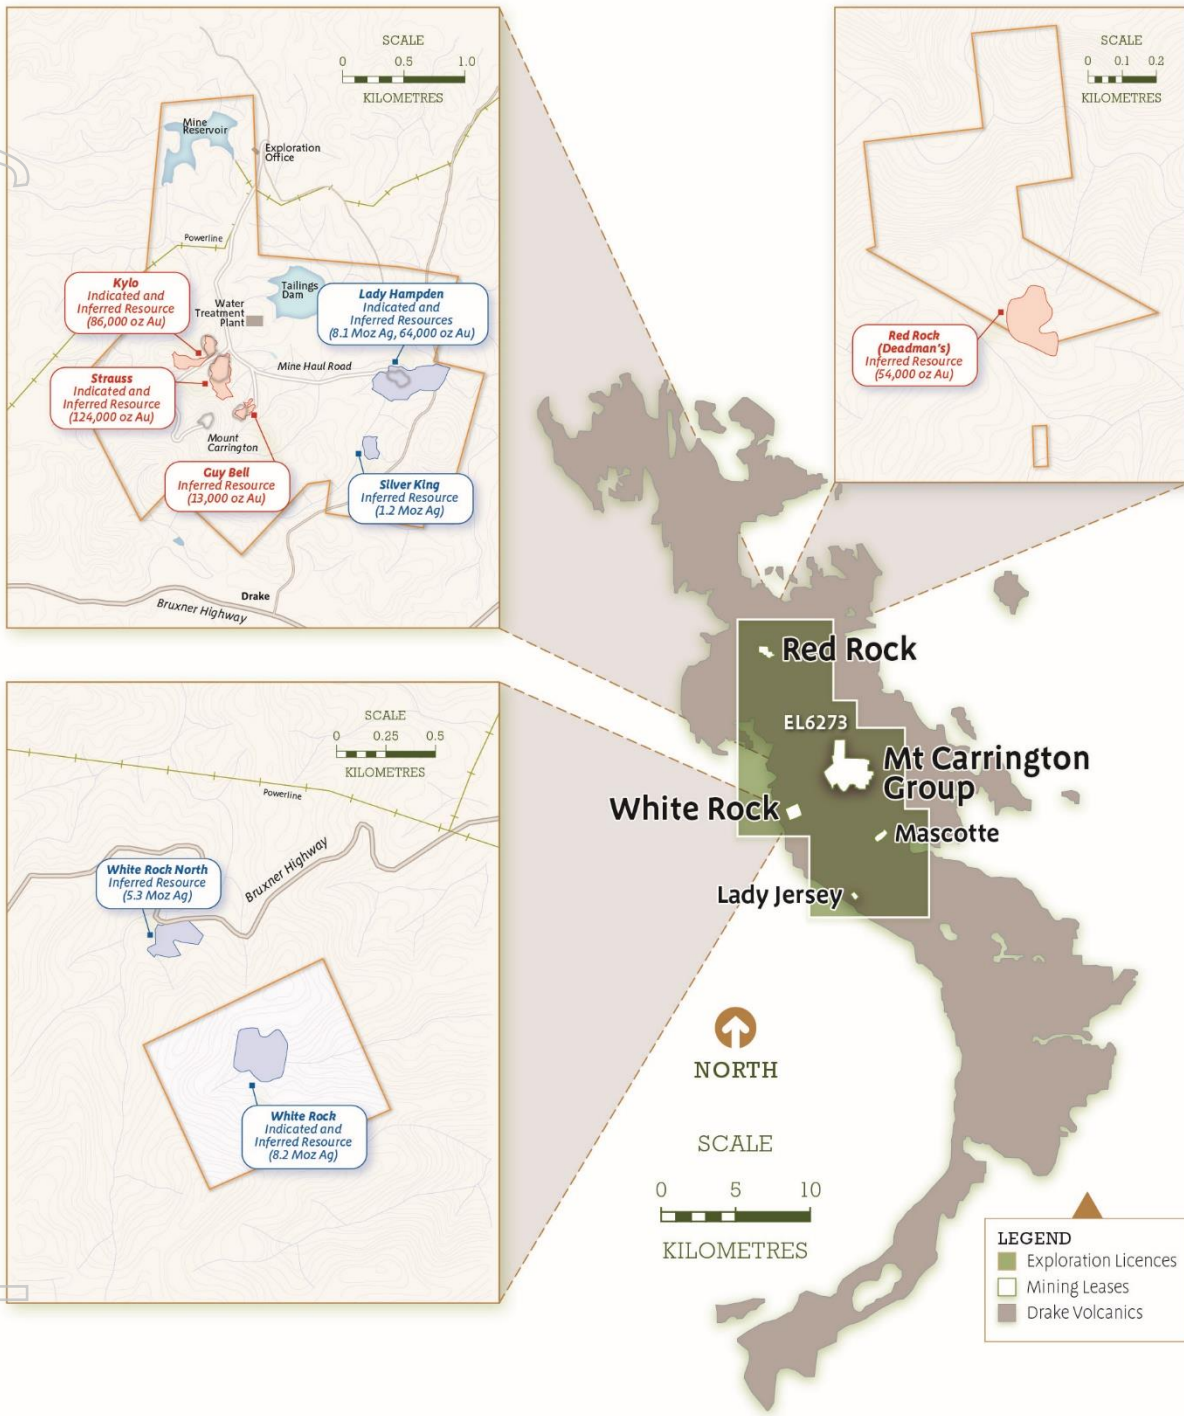 SCALE
0 0.5 1.0
KILOMETRES
Mine
Reservoir
Exploration
Office
Powerline
Kylo
Indicated and
Inferred Resource
(86,000 oz Au)
Water
Treatment
Plant
Tailings
Dam
Lady Hampden
Indicated and
Inferred Resources
(8.1 Moz Ag, 64,000 oz Au)
Mine Haul Road
Strauss
Indicated and
Inferred Resource
(124,000 oz Au)
Mount
Carrington
Guy Bell
Inferred Resource
(13,000 oz Au)
Silver King
Inferred Resource
(1.2 Moz Ag)
Drake
Bruxner Highway
SCALE
0 0.1 0.2
KILOMETRES
Red Rock
(Deadman's)
Inferred Resource
(54,000 oz Au)
SCALE
0 0.25 0.5
KILOMETRES
Powerline
Bruxner Highway
White Rock North
Inferred Resource
(5.3 Moz Ag)
White Rock
Indicated and
Inferred Resource
(8.2 Moz Ag)
Red Rock
EL6273
Mt Carrington
Group
White Rock
Mascotte
Lady Jersey
NORTH
SCALE
0 5 10
KILOMETRES
LEGEND
Exploration Licences
Mining Leases
Drake Volcanics